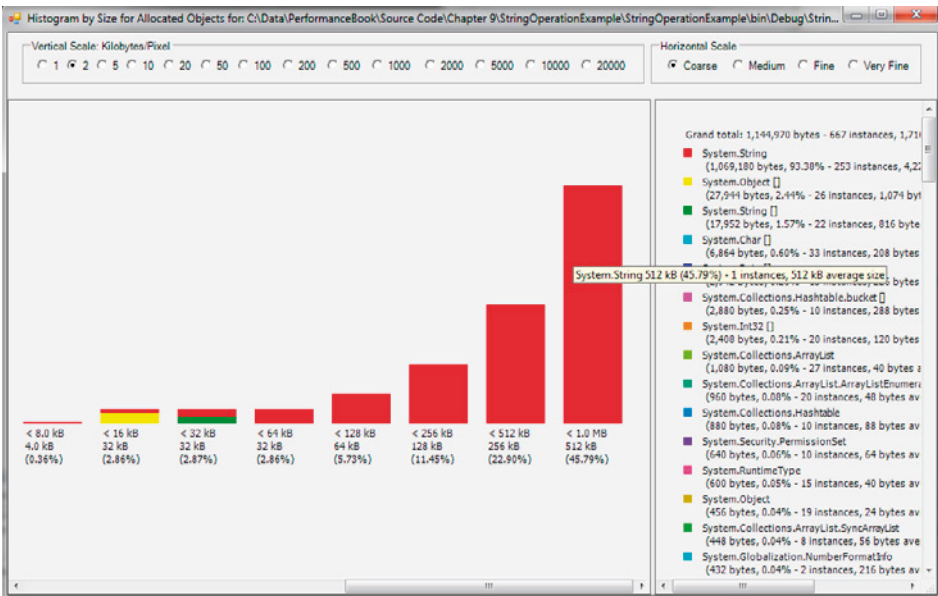 Histogram by Size for Allocated Objects for: C:\Data\PerformanceBook\Source Code\Chapter 9\StringOperationExample\StringOperationExample\bin\Debug\Strin...
Vertical Scale: Kilobytes/Pixel
1 2 5 10 20 50 100 200 500 1000 2000 5000 10000 20000
Horizontal Scale
Coarse Medium Fine Very Fine
< 8.0 kB
4.0 kB
(0.36%)
< 16 kB
32 kB
(2.86%)
< 32 kB
32 kB
(2.87%)
< 64 kB
32 kB
(2.86%)
< 128 kB
64 kB
(5.73%)
< 256 kB
128 kB
(11.45%)
< 512 kB
256 kB
(22.90%)
< 1.0 MB
512 kB
(45.79%)
System.String 512 kB (45.79%) - 1 instances, 512 kB average size
Grand total: 1,144,970 bytes - 667 instances, 1,71
System.String
(1,069,180 bytes, 93.38% - 253 instances, 4,22
System.Object []
(27,944 bytes, 2.44% - 26 instances, 1,074 byt
System.String []
(17,952 bytes, 1.57% - 22 instances, 816 byte
System.Char []
(6,864 bytes, 0.60% - 33 instances, 208 bytes
bytes
System.Collections.Hashtable.bucket []
(2,880 bytes, 0.25% - 10 instances, 288 bytes
System.Int32 []
(2,408 bytes, 0.21% - 20 instances, 120 bytes
System.Collections.ArrayList
(1,080 bytes, 0.09% - 27 instances, 40 bytes a
System.Collections.ArrayList.ArrayListEnumera
(960 bytes, 0.08% - 20 instances, 48 bytes av
System.Collections.Hashtable
(880 bytes, 0.08% - 10 instances, 88 bytes av
System.Security.PermissionSet
(640 bytes, 0.06% - 10 instances, 64 bytes av
System.RuntimeType
(600 bytes, 0.05% - 15 instances, 40 bytes av
System.Object
(456 bytes, 0.04% - 19 instances, 24 bytes av
System.Collections.ArrayList.SyncArrayList
(448 bytes, 0.04% - 8 instances, 56 bytes ave
System.Globalization.NumberFormatInfo
(432 bytes, 0.04% - 2 instances, 216 bytes av